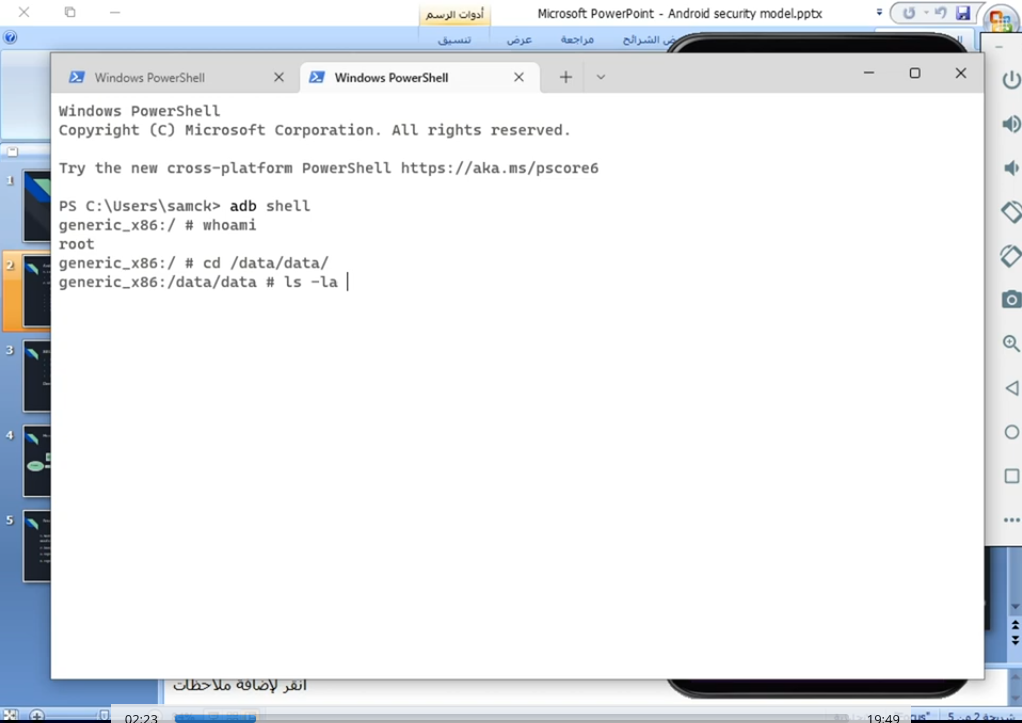 أدوات الرسم
Microsoft PowerPoint - Android security model.pptx
تنسيق
عرض
مراجعة
Windows PowerShell
Windows PowerShell
Windows PowerShell
Copyright (C) Microsoft Corporation. All rights reserved.
Try the new cross-platform PowerShell https://aka.ms/pscore6
PS C:\Users\samck> adb shell
generic_x86:/ # whoami
root
generic_x86:/ # cd /data/data/
generic_x86:/data/data # ls -la
1
2
3
4
5
انقر لإضافة ملاحظات
02:23
19:49